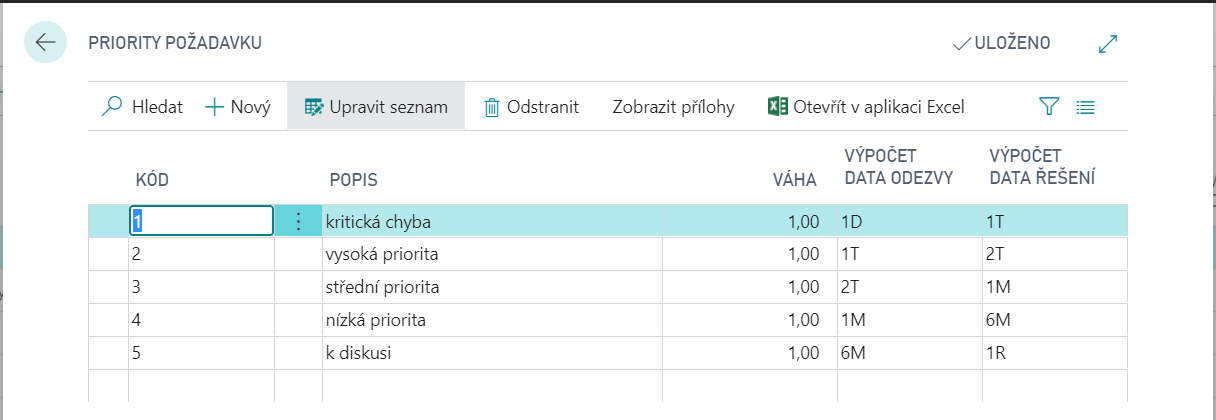 PRIORITY POŽADAVKU ULOŽENO
Hledat Nový Upravit seznam Odstranit Zobrazit přílohy Otevřít v aplikaci Excel
KÓD POPIS VÁHA VÝPOČET DATA ODEZVY VÝPOČET DATA ŘEŠENÍ
1 kritická chyba 1,00 1D 1T
2 vysoká priorita 1,00 1T 2T
3 střední priorita 1,00 2T 1M
4 nízká priorita 1,00 1M 6M
5 k diskusi 1,00 6M 1R